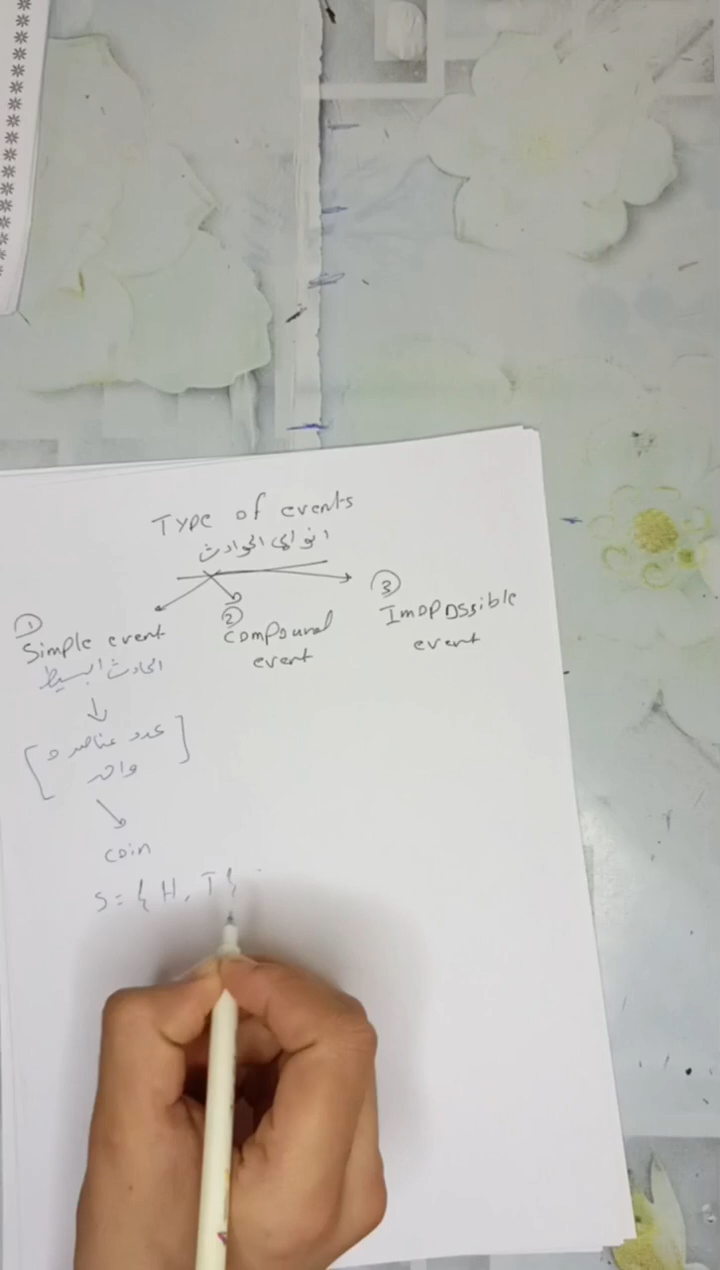 Type of events
انواع الحوادث
①
Simple event
الحادث البسيط
②
Compound
event
③
Imopossible
event
[عدد عناصره
واحد]
coin
S = { H, T }